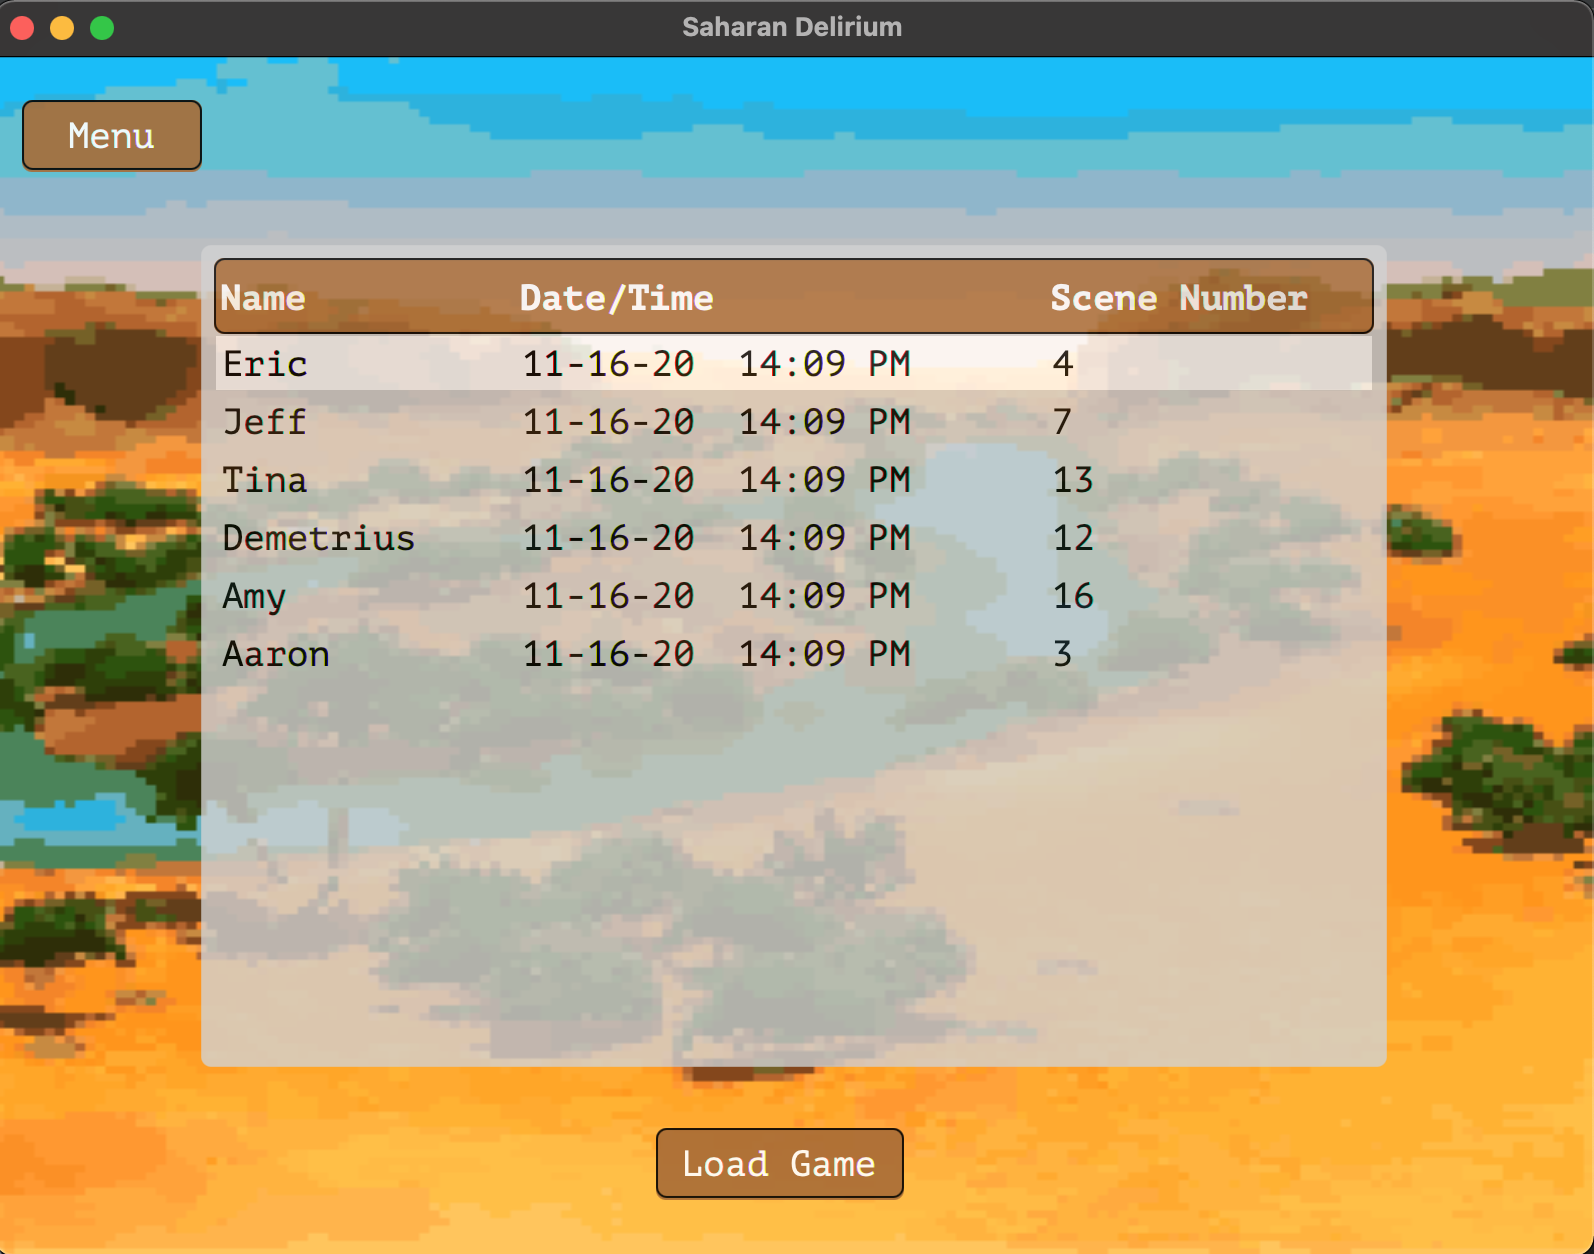 Saharan Delirium
Menu
Name Date/Time Scene Number
Eric 11-16-20 14:09 PM 4
Jeff 11-16-20 14:09 PM 7
Tina 11-16-20 14:09 PM 13
Demetrius 11-16-20 14:09 PM 12
Amy 11-16-20 14:09 PM 16
Aaron 11-16-20 14:09 PM 3
Load Game